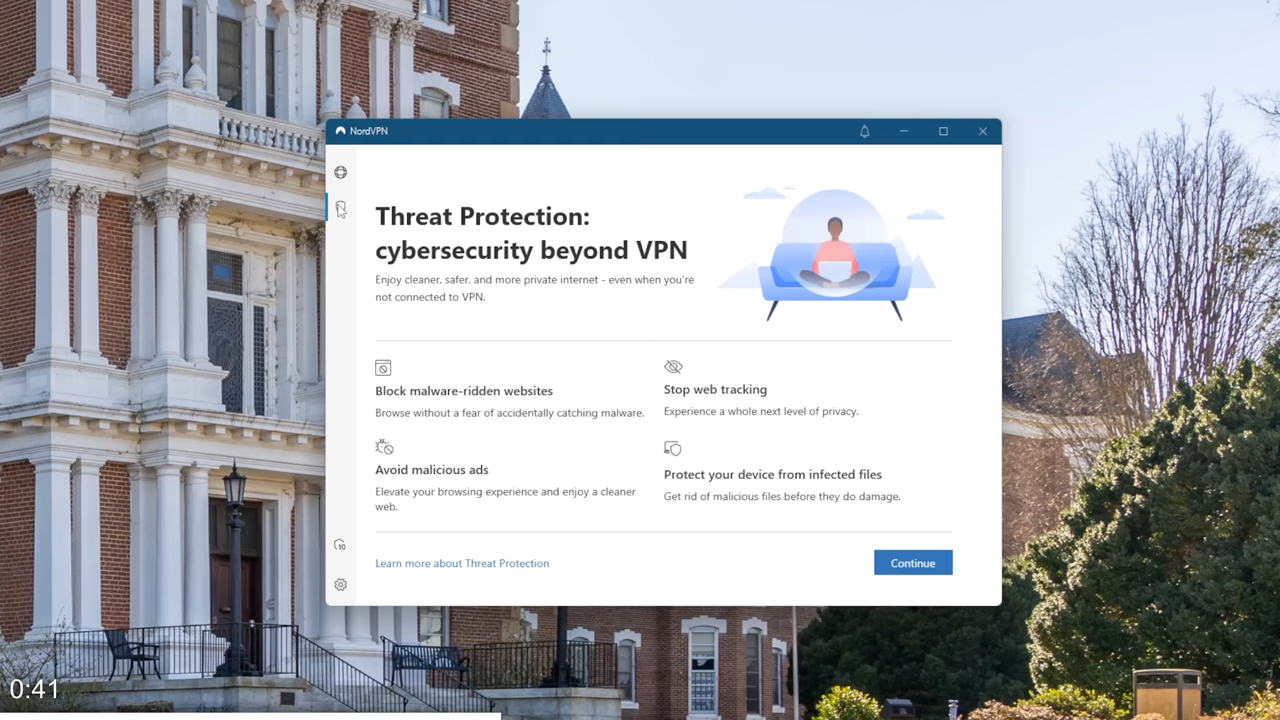 NordVPN
Threat Protection:
cybersecurity beyond VPN
Enjoy cleaner, safer, and more private internet - even when you're
not connected to VPN.
Block malware-ridden websites
Browse without a fear of accidentally catching malware.
Stop web tracking
Experience a whole next level of privacy.
Avoid malicious ads
Elevate your browsing experience and enjoy a cleaner
web.
Protect your device from infected files
Get rid of malicious files before they do damage.
10
Learn more about Threat Protection
Continue
0:41